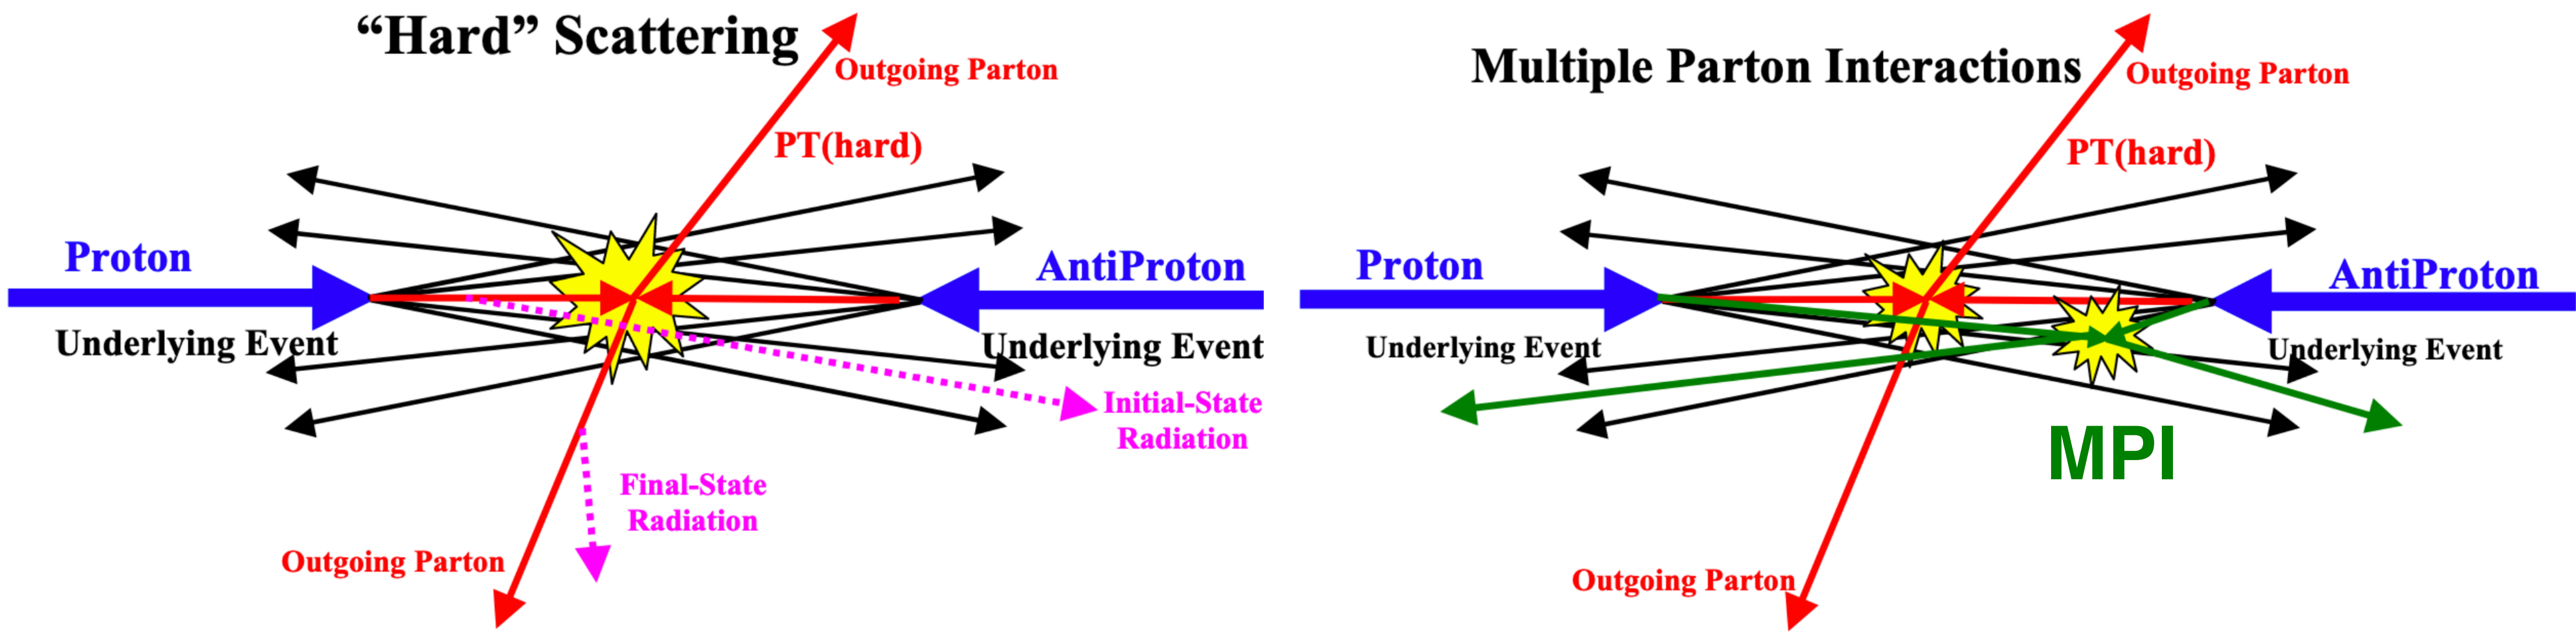 “Hard” Scattering
Outgoing Parton
PT(hard)
Proton
AntiProton
Underlying Event
Underlying Event
Initial-State
Radiation
Final-State
Radiation
Outgoing Parton
Multiple Parton Interactions
Outgoing Parton
PT(hard)
Proton
AntiProton
Underlying Event
Underlying Event
MPI
Outgoing Parton